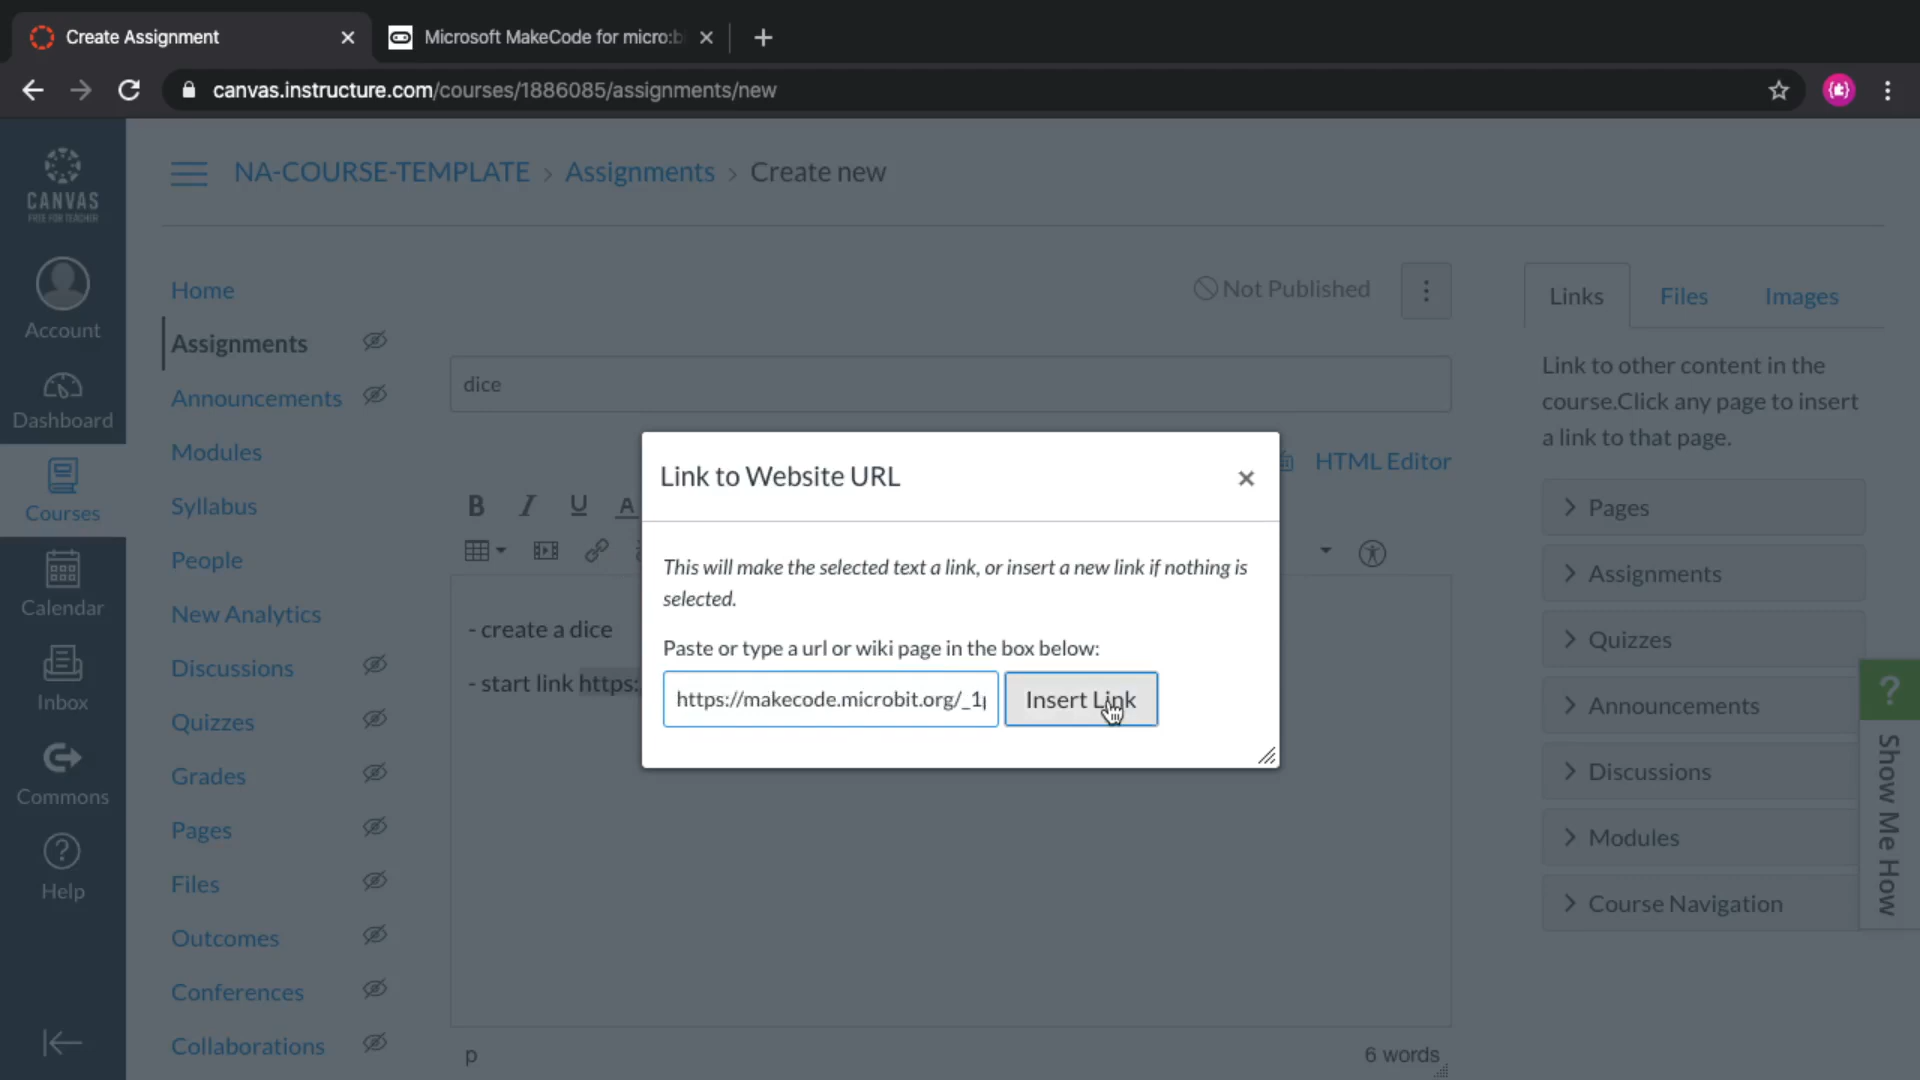 Create Assignment
Microsoft MakeCode for micro:b
canvas.instructure.com/courses/1886085/assignments/new
CANVAS
FREE FOR TEACHER
Account
Dashboard
Courses
Calendar
Inbox
Commons
Help
NA-COURSE-TEMPLATE > Assignments > Create new
Home
Assignments
Announcements
Modules
Syllabus
People
New Analytics
Discussions
Quizzes
Grades
Pages
Files
Outcomes
Conferences
Collaborations
Not Published
dice
HTML Editor
B I U A
- create a dice
- start link https:
p
6 words
Link to Website URL
This will make the selected text a link, or insert a new link if nothing is
selected.
Paste or type a url or wiki page in the box below:
https://makecode.microbit.org/_1p
Insert Link
Links Files Images
Link to other content in the
course.Click any page to insert
a link to that page.
Pages
Assignments
Quizzes
Announcements
Discussions
Modules
Course Navigation
?
Show Me How